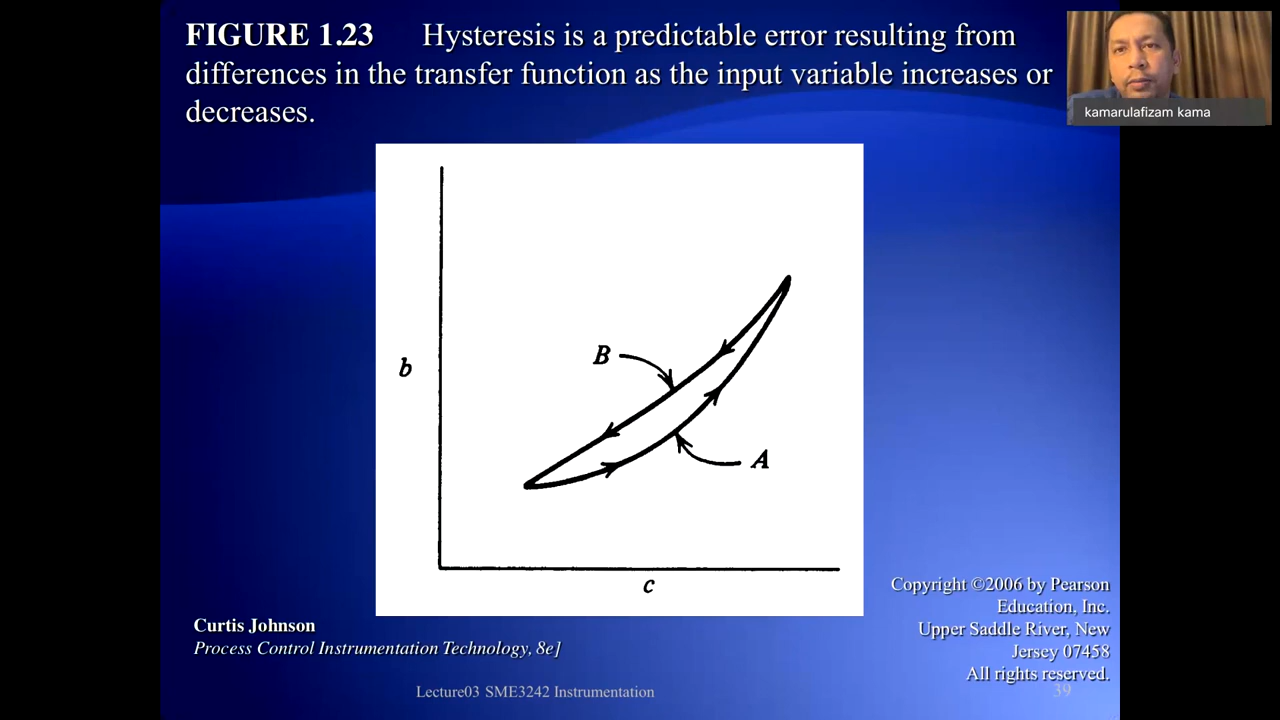 FIGURE 1.23 Hysteresis is a predictable error resulting from
differences in the transfer function as the input variable increases or
decreases.
kamarulafizam kama
B
b
A
c
Copyright ©2006 by Pearson
Education, Inc.
Upper Saddle River, New
Jersey 07458
All rights reserved.
Curtis Johnson
Process Control Instrumentation Technology, 8e]
Lecture03 SME3242 Instrumentation
39